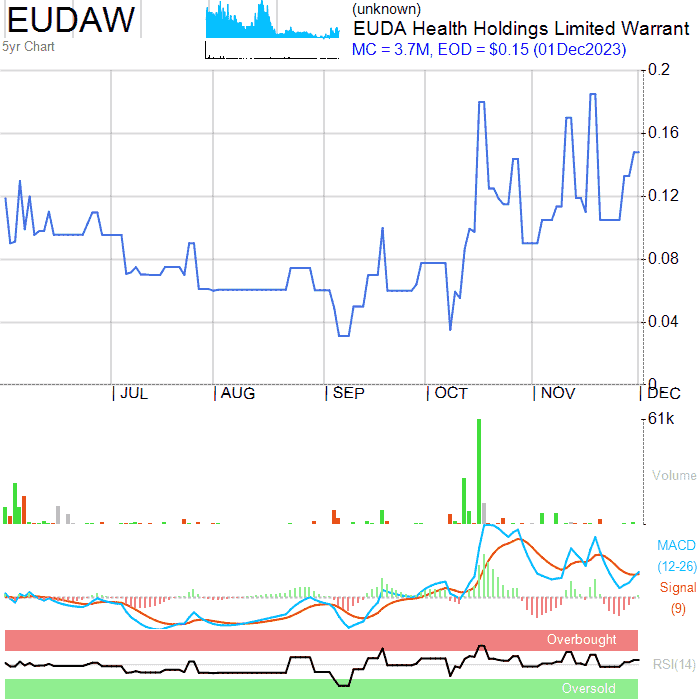 EUDAW
5yr Chart
(unknown)
EUDA Health Holdings Limited Warrant
MC = 3.7M, EOD = $0.15 (01Dec2023)
0.2
0.16
0.12
0.08
0.04
0
JUL
AUG
SEP
OCT
NOV
DEC
61k
Volume
MACD
(12-26)
Signal
(9)
Overbought
RSI(14)
Oversold